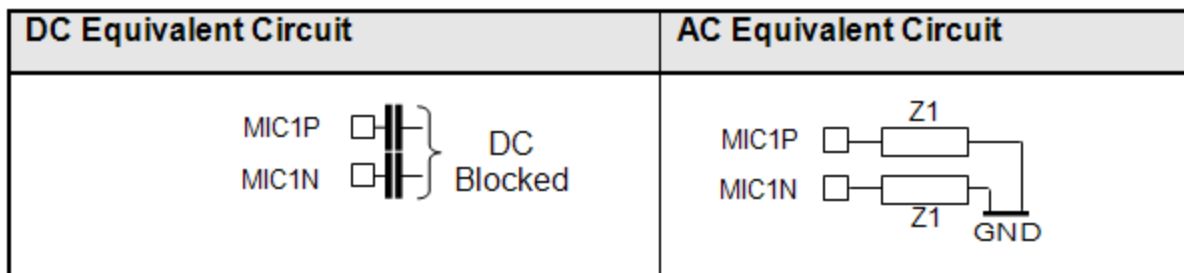 DC Equivalent Circuit
AC Equivalent Circuit
MIC1P
MIC1N
DC
Blocked
Z1
MIC1P
MIC1N
Z1
GND